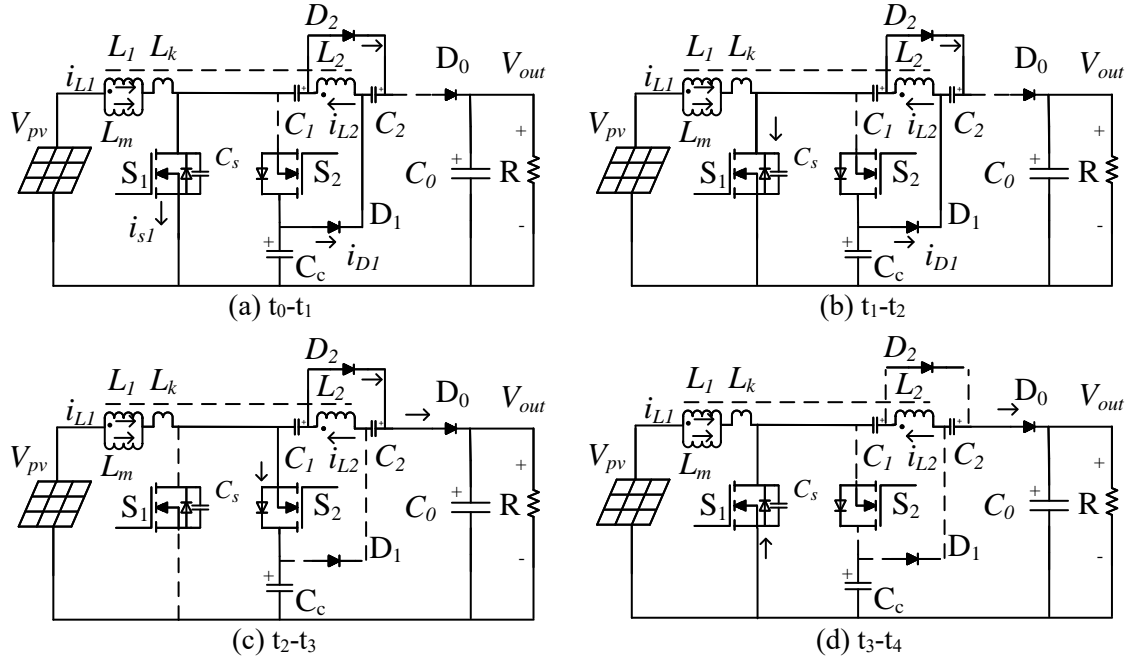 D2
L1 Lk L2 D0 Vout
iL1
Vpv Lm C1 iL2 C2 +
S1 Cs S2 + C0 R
is1 D1 -
+ Cc iD1
(a) t0-t1
D2
L1 Lk L2 D0 Vout
iL1
Vpv Lm C1 iL2 C2 +
S1 Cs S2 + C0 R
D1 -
+ Cc iD1
(b) t1-t2
D2
L1 Lk L2 D0 Vout
iL1
Vpv Lm C1 iL2 C2 +
S1 Cs S2 + C0 R
D1 -
+ Cc
(c) t2-t3
D2
L1 Lk L2 D0 Vout
iL1
Vpv Lm C1 iL2 C2 +
S1 Cs S2 + C0 R
D1 -
+ Cc
(d) t3-t4